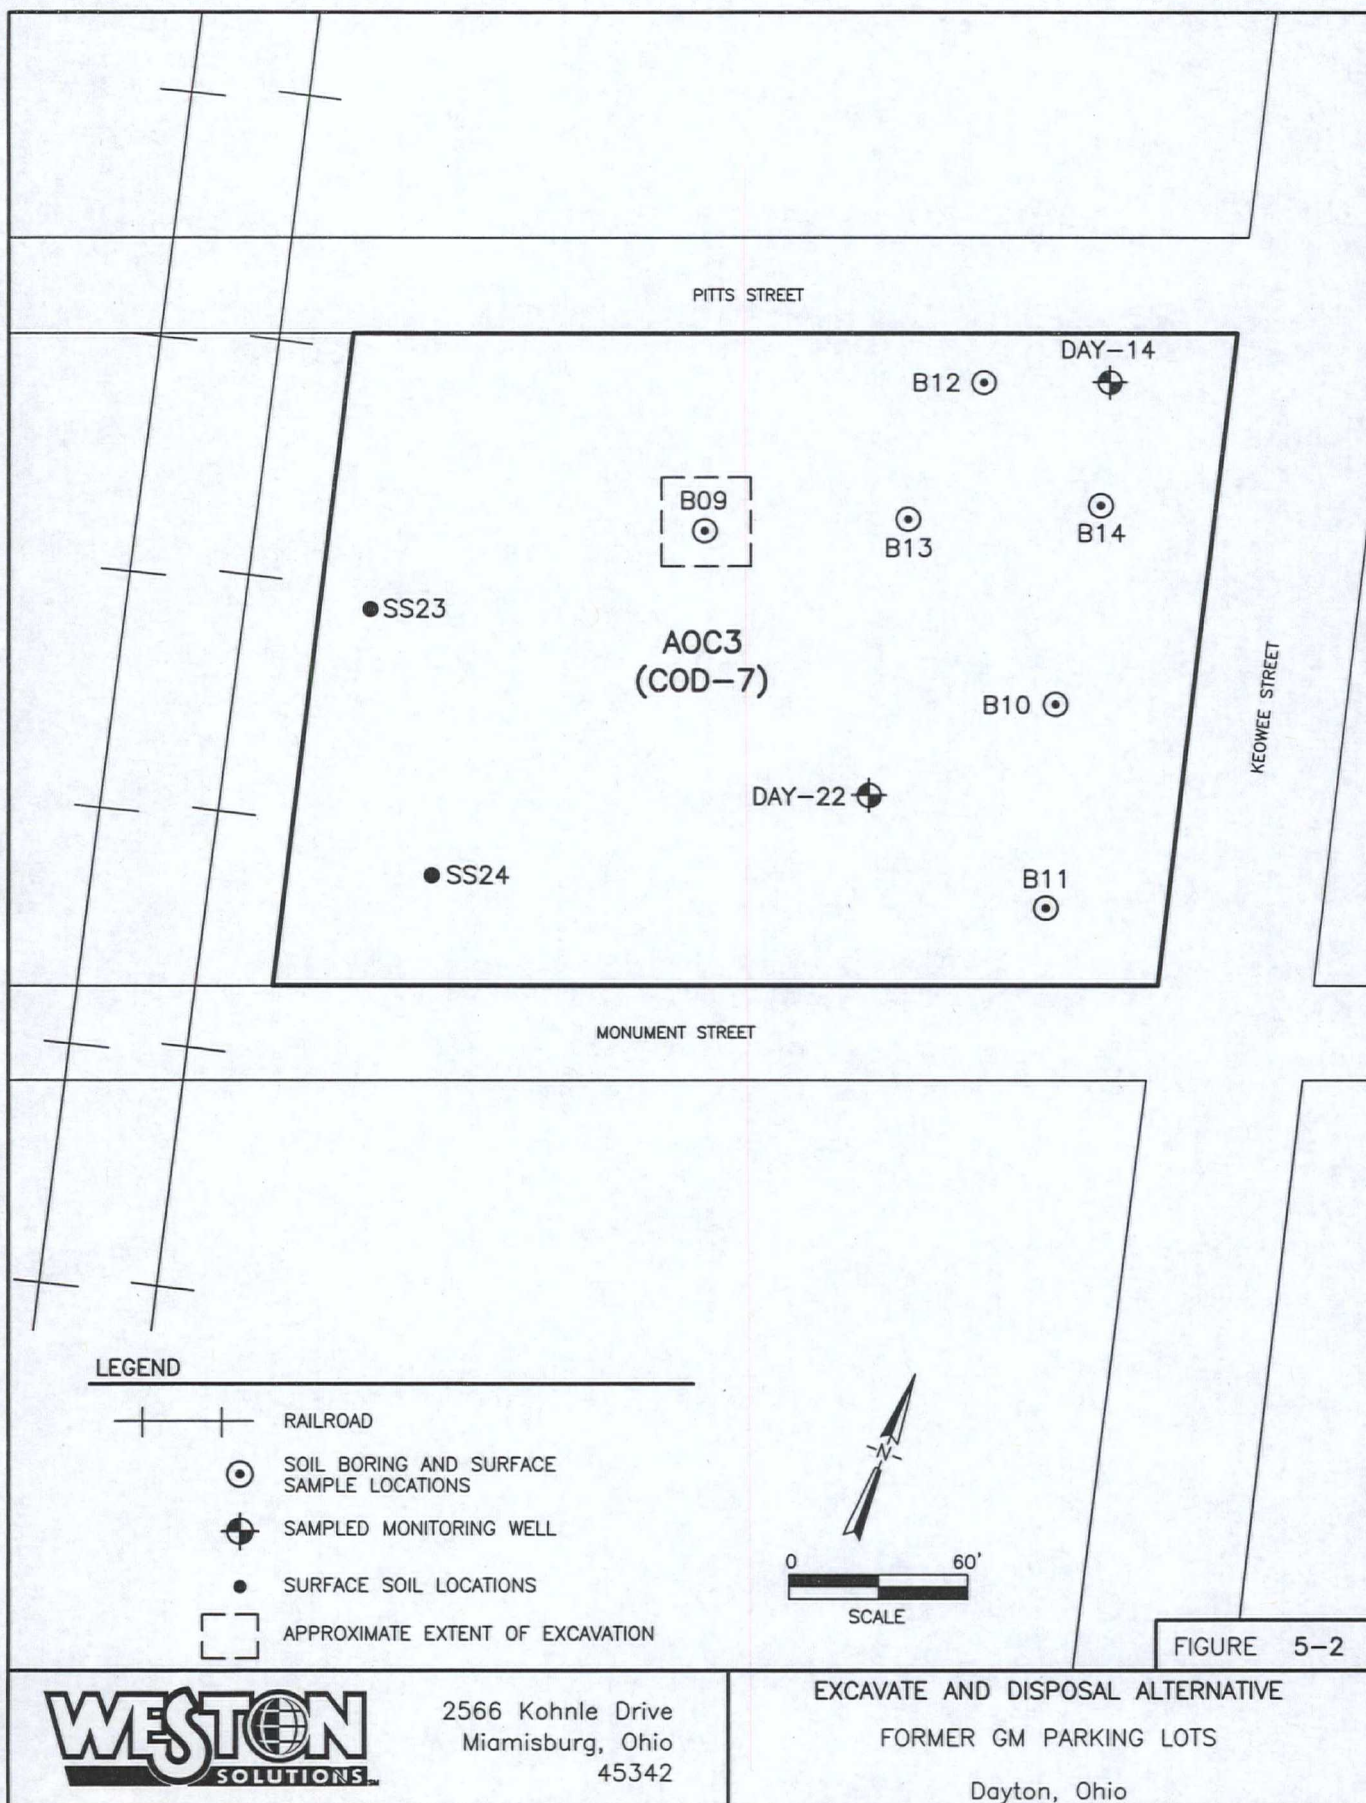 PITTS STREET
DAY-14
B12
B09
B13
B14
SS23
AOC3
(COD-7)
B10
KEOWEE STREET
DAY-22
SS24
B11
MONUMENT STREET
LEGEND
RAILROAD
SOIL BORING AND SURFACE
SAMPLE LOCATIONS
SAMPLED MONITORING WELL
SURFACE SOIL LOCATIONS
APPROXIMATE EXTENT OF EXCAVATION
N
0 60'
SCALE
FIGURE 5-2
WESTON
SOLUTIONS SM
2566 Kohnle Drive
Miamisburg, Ohio
45342
EXCAVATE AND DISPOSAL ALTERNATIVE
FORMER GM PARKING LOTS
Dayton, Ohio